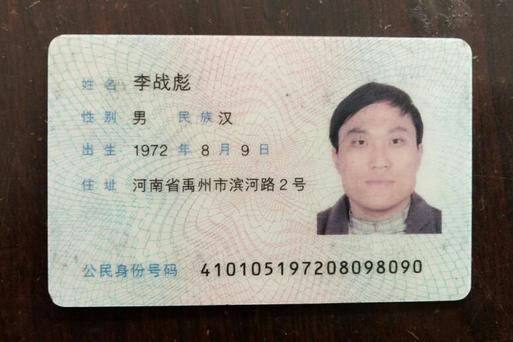 姓名 李战彪
性别 男 民族 汉
出生 1972 年 8 月 9 日
住址 河南省禹州市滨河路2号
公民身份号码 410105197208098090